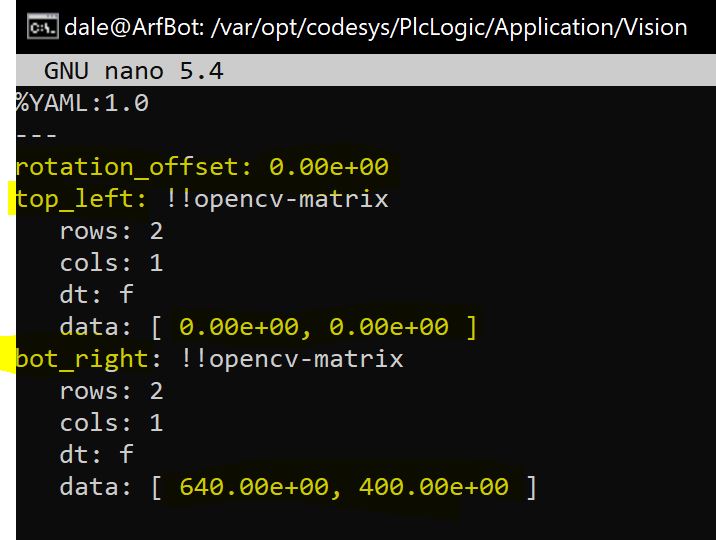 C:\. dale@ArfBot: /var/opt/codesys/PlcLogic/Application/Vision
GNU nano 5.4
%YAML:1.0
---
rotation_offset: 0.00e+00
top_left: !!opencv-matrix
   rows: 2
   cols: 1
   dt: f
   data: [ 0.00e+00, 0.00e+00 ]
bot_right: !!opencv-matrix
   rows: 2
   cols: 1
   dt: f
   data: [ 640.00e+00, 400.00e+00 ]